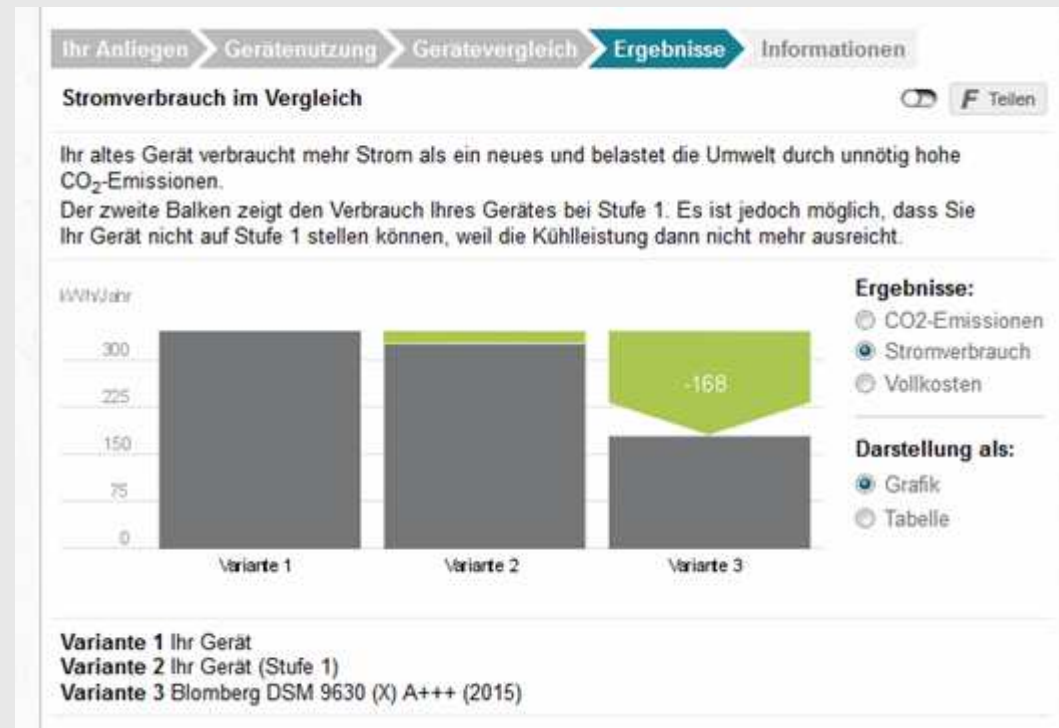 Ihr Anliegen Gerätenutzung Gerätevergleich Ergebnisse Informationen
Stromverbrauch im Vergleich
F Teilen
Ihr altes Gerät verbraucht mehr Strom als ein neues und belastet die Umwelt durch unnötig hohe
CO₂-Emissionen.
Der zweite Balken zeigt den Verbrauch Ihres Gerätes bei Stufe 1. Es ist jedoch möglich, dass Sie
Ihr Gerät nicht auf Stufe 1 stellen können, weil die Kühlleistung dann nicht mehr ausreicht.
kWh/Jahr
300
225
150
75
0
-168
Variante 1 Variante 2 Variante 3
Ergebnisse:
CO2-Emissionen
Stromverbrauch
Vollkosten
Darstellung als:
Grafik
Tabelle
Variante 1 Ihr Gerät
Variante 2 Ihr Gerät (Stufe 1)
Variante 3 Blomberg DSM 9630 (X) A+++ (2015)